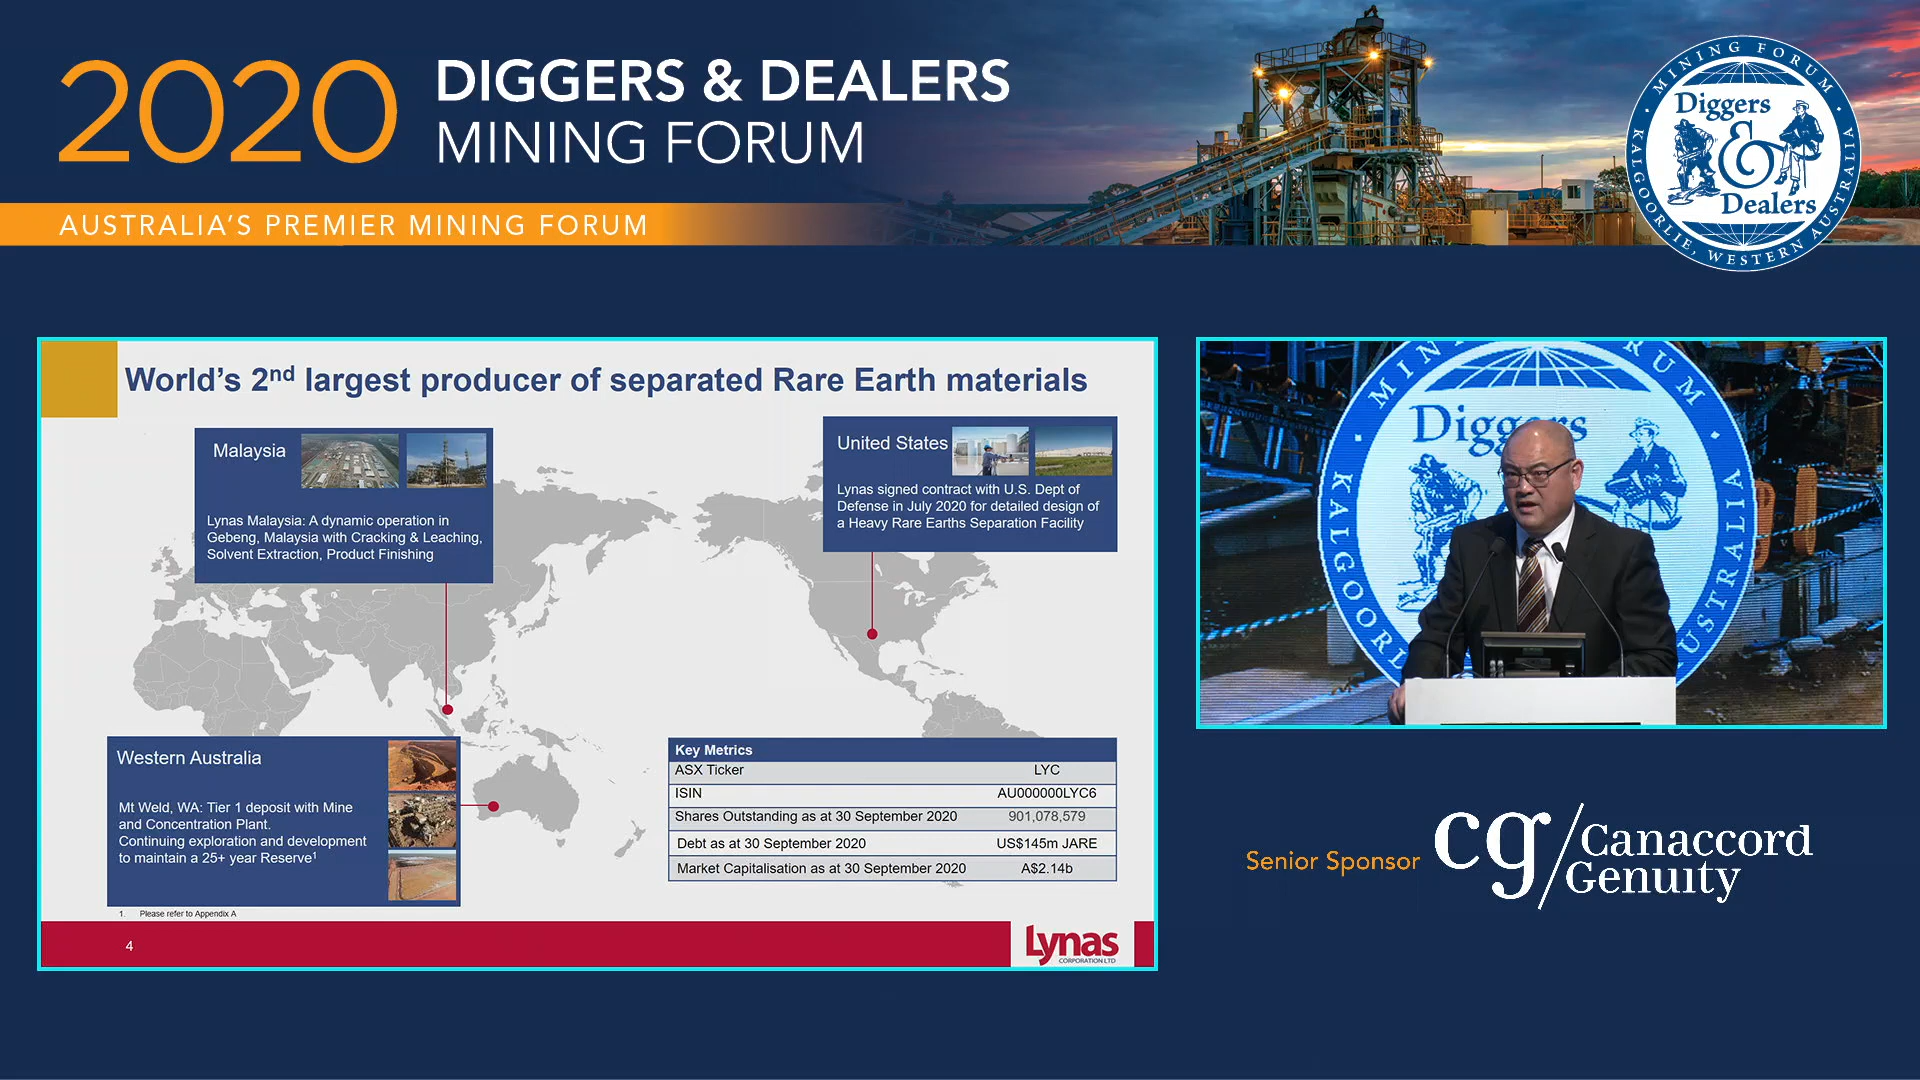 2020
DIGGERS & DEALERS
MINING FORUM
AUSTRALIA'S PREMIER MINING FORUM
· MINING FORUM ·
Diggers
&
Dealers
KALGOORLIE, WESTERN AUSTRALIA
World's 2nd largest producer of separated Rare Earth materials
Malaysia
Lynas Malaysia: A dynamic operation in
Gebeng, Malaysia with Cracking & Leaching,
Solvent Extraction, Product Finishing
United States
Lynas signed contract with U.S. Dept of
Defense in July 2020 for detailed design of
a Heavy Rare Earths Separation Facility
Western Australia
Mt Weld, WA: Tier 1 deposit with Mine
and Concentration Plant.
Continuing exploration and development
to maintain a 25+ year Reserve1
Key Metrics
ASX Ticker LYC
ISIN AU000000LYC6
Shares Outstanding as at 30 September 2020 901,078,579
Debt as at 30 September 2020 US$145m JARE
Market Capitalisation as at 30 September 2020 A$2.14b
1. Please refer to Appendix A
4
Lynas
CORPORATION LTD
Senior Sponsor
cg/Canaccord
Genuity